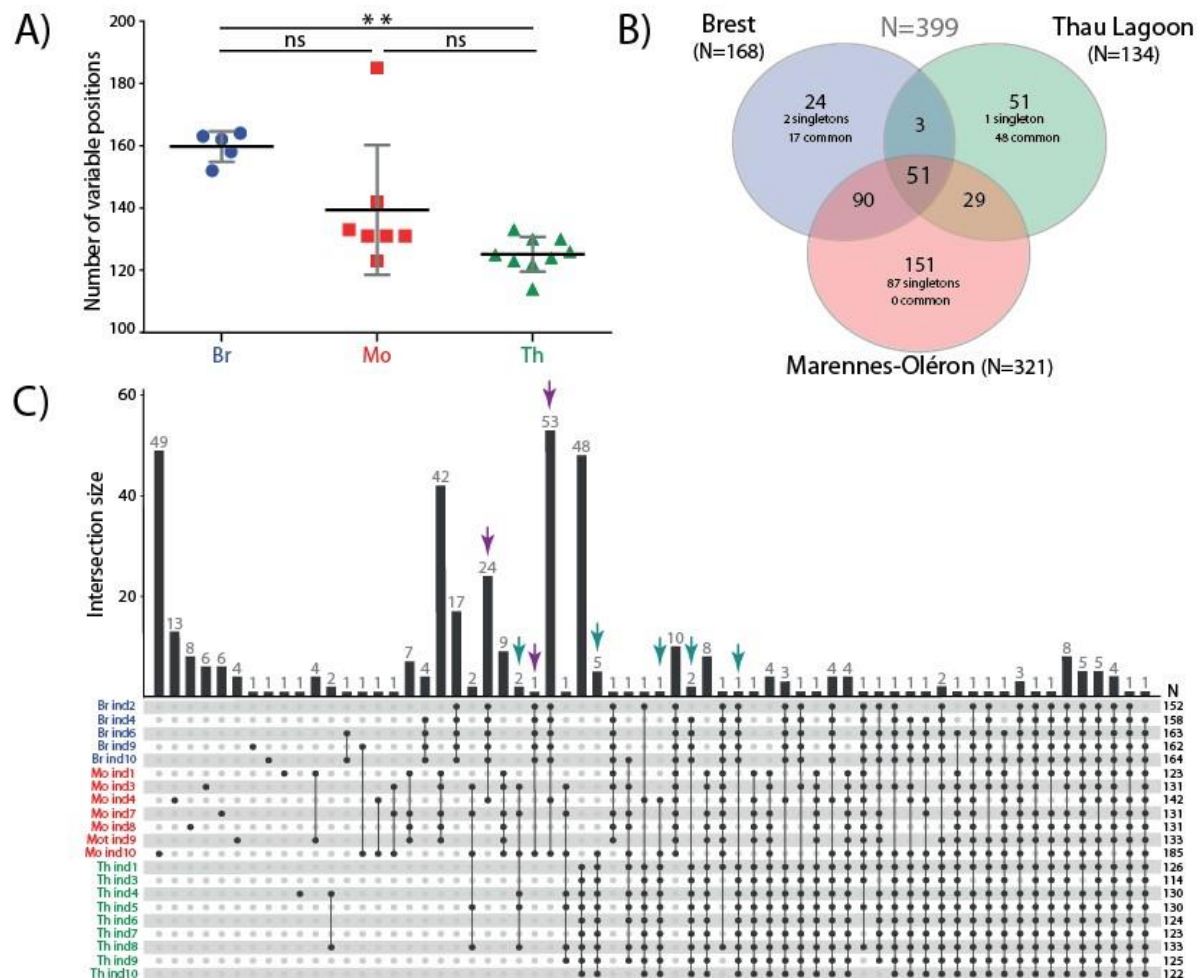 A)
200
180
160
140
120
100
Number of variable positions
**
ns ns
Br Mo Th
B)
Brest
(N=168)
N=399
Thau Lagoon
(N=134)
24
2 singletons
17 common
3
51
1 singleton
48 common
51
90
29
151
87 singletons
0 common
Marennes-Oléron (N=321)
C)
60
40
20
Intersection size
49 13 8 6 6 4 1 1 1 1 4 2 1 1 1 1 7 4 42 17 2 24 9 2 1 53 1 48 5 1 1 1 1 10 2 8 1 1 1 4 3 1 1 4 4 1 1 1 1 1 2 1 1 1 1 3 1 1 8 5 5 4 1 1
N
Br ind2 152
Br ind4 158
Br ind6 163
Br ind9 162
Br ind10 164
Mo ind1 123
Mo ind3 131
Mo ind4 142
Mo ind7 131
Mo ind8 131
Mot ind9 133
Mo ind10 185
Th ind1 126
Th ind3 114
Th ind4 130
Th ind5 130
Th ind6 124
Th ind7 124
Th ind8 133
Th ind9 125
Th ind10 122